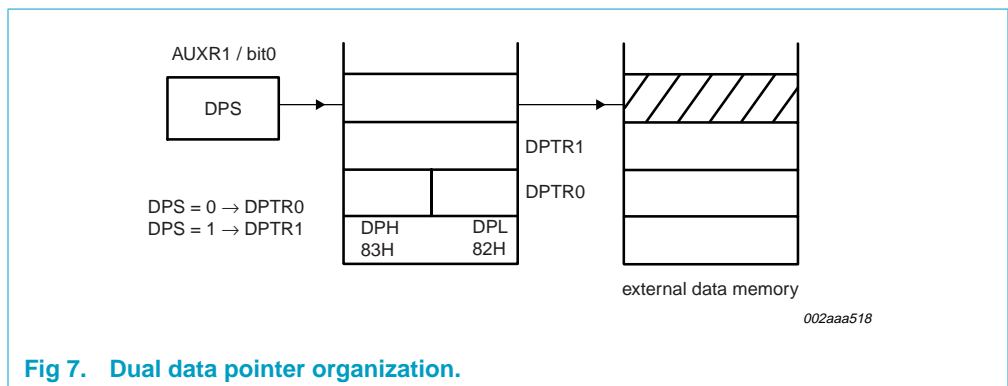 AUXR1 / bit0
DPS
DPTR1
DPTR0
DPS = 0 → DPTR0
DPS = 1 → DPTR1
DPH DPL
83H 82H
external data memory
002aaa518
Fig 7. Dual data pointer organization.